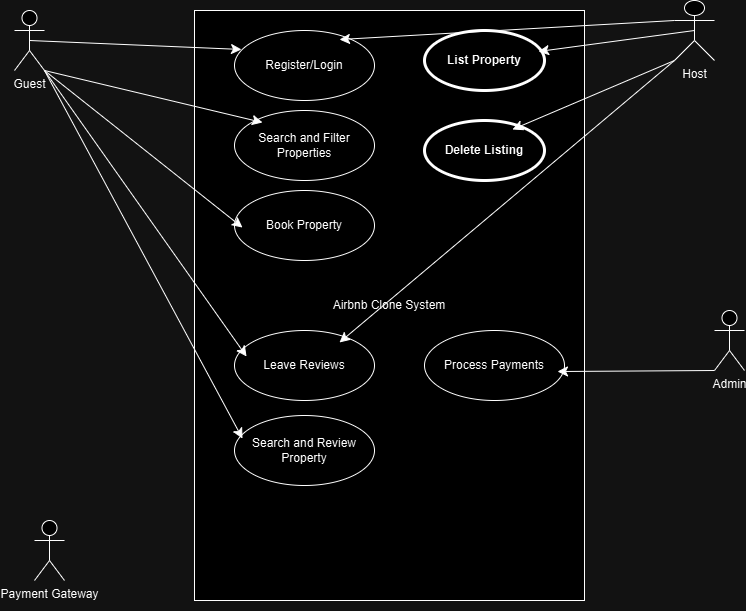 Guest
Host
Register/Login
List Property
Search and Filter
Properties
Delete Listing
Book Property
Airbnb Clone System
Leave Reviews
Process Payments
Admin
Search and Review
Property
Payment Gateway